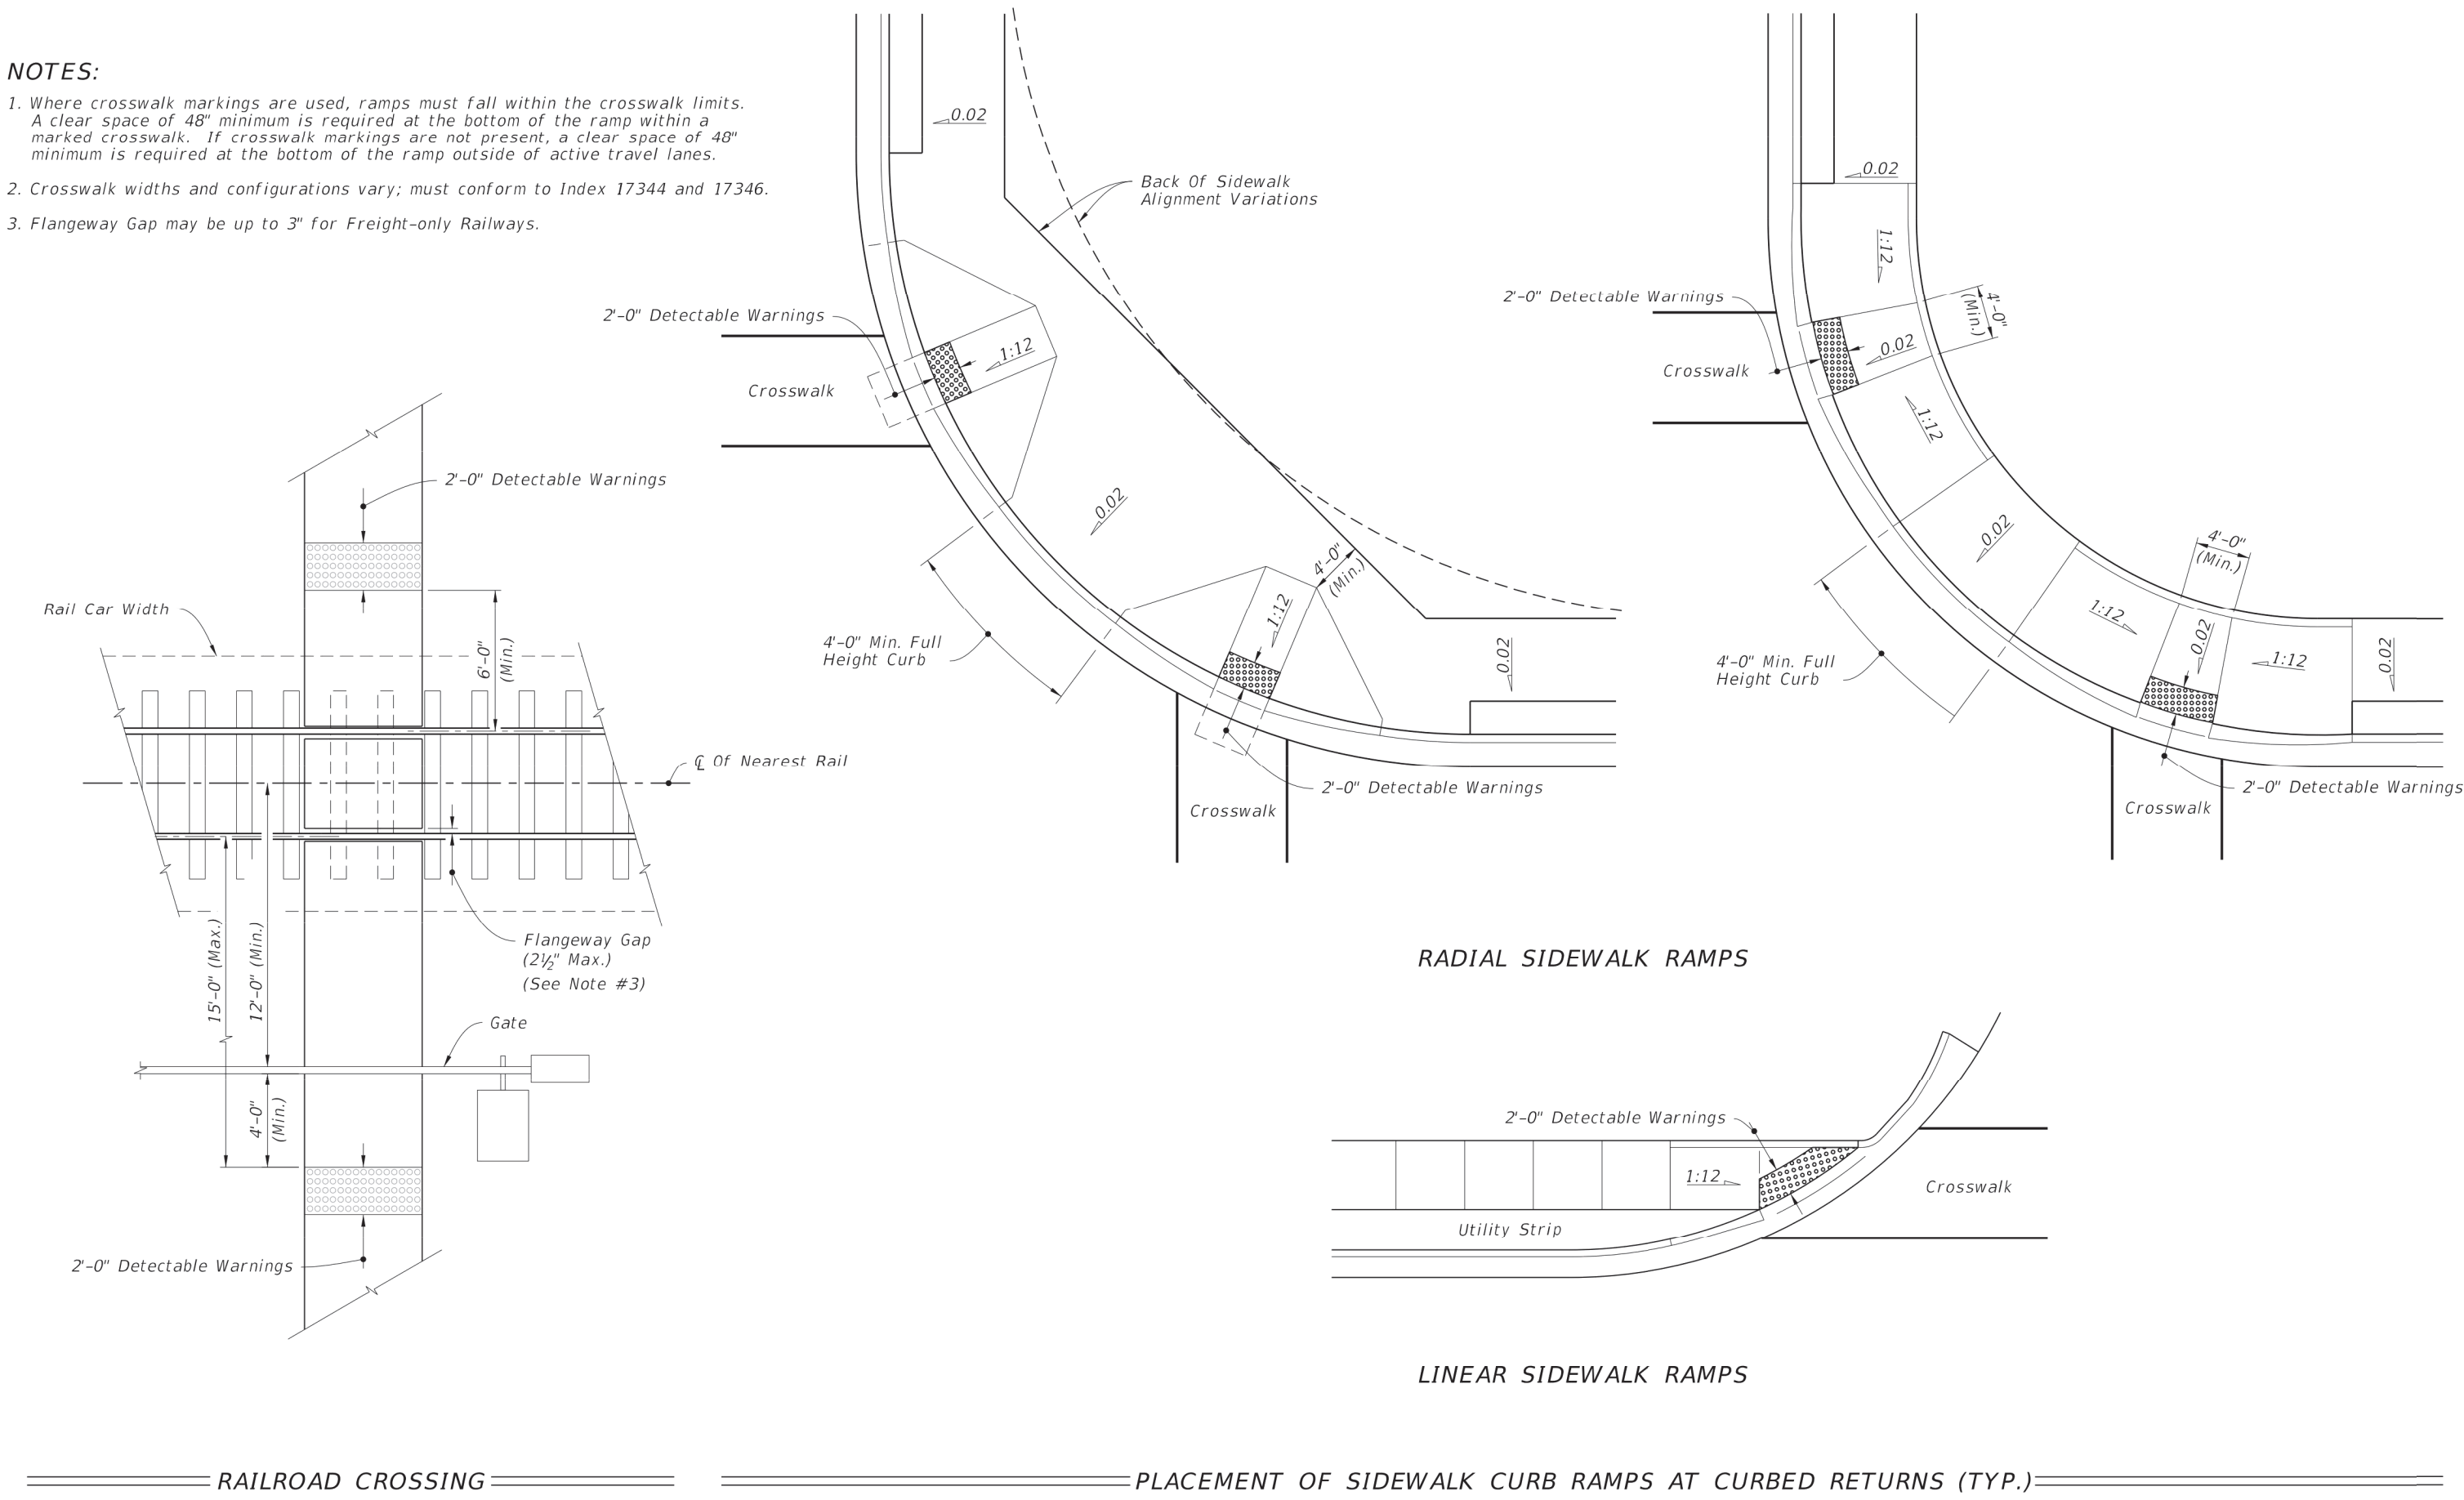 NOTES:
1. Where crosswalk markings are used, ramps must fall within the crosswalk limits.
A clear space of 48" minimum is required at the bottom of the ramp within a
marked crosswalk. If crosswalk markings are not present, a clear space of 48"
minimum is required at the bottom of the ramp outside of active travel lanes.
2. Crosswalk widths and configurations vary; must conform to Index 17344 and 17346.
3. Flangeway Gap may be up to 3" for Freight-only Railways.
2'-0" Detectable Warnings
Rail Car Width
6'-0"
(Min.)
℄ Of Nearest Rail
15'-0" (Max.)
12'-0" (Min.)
Flangeway Gap
(2½" Max.)
(See Note #3)
Gate
4'-0"
(Min.)
2'-0" Detectable Warnings
RAILROAD CROSSING
0.02
Back Of Sidewalk
Alignment Variations
2'-0" Detectable Warnings
1:12
Crosswalk
0.02
4'-0"
(Min.)
1:12
4'-0" Min. Full
Height Curb
0.02
2'-0" Detectable Warnings
Crosswalk
0.02
1:12
2'-0" Detectable Warnings
4'-0"
(Min.)
0.02
Crosswalk
1:12
0.02
4'-0"
(Min.)
1:12
0.02
1:12
0.02
4'-0" Min. Full
Height Curb
2'-0" Detectable Warnings
Crosswalk
RADIAL SIDEWALK RAMPS
2'-0" Detectable Warnings
1:12
Crosswalk
Utility Strip
LINEAR SIDEWALK RAMPS
PLACEMENT OF SIDEWALK CURB RAMPS AT CURBED RETURNS (TYP.)